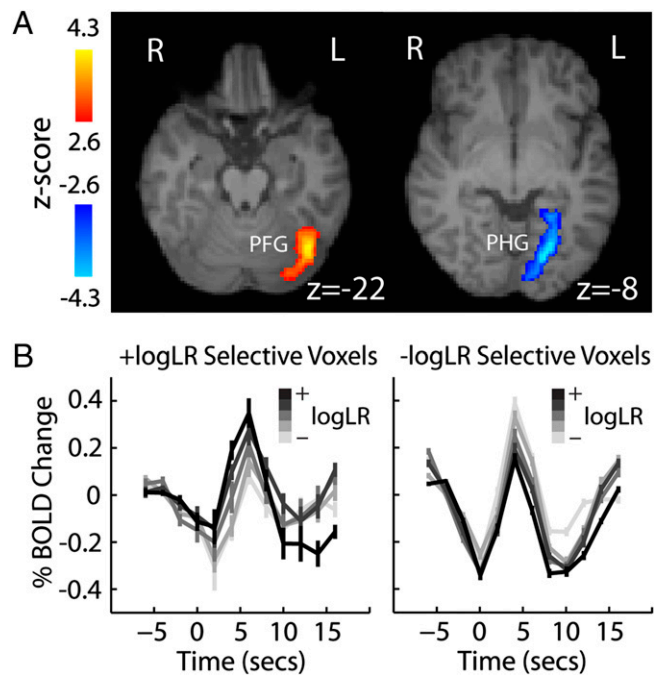 A
4.3
2.6
-2.6
-4.3
z-score
R L
PFG
z=-22
R L
PHG
z=-8
B
+logLR Selective Voxels
-logLR Selective Voxels
% BOLD Change
0.4
0.2
0
-0.2
-0.4
+
logLR
–
+
logLR
–
−5 0 5 10 15
Time (secs)
−5 0 5 10 15
Time (secs)